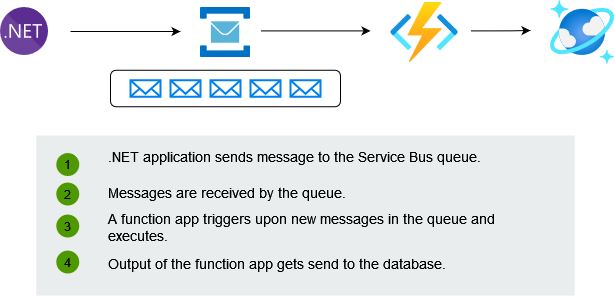 .NET
1 .NET application sends message to the Service Bus queue.
2 Messages are received by the queue.
3 A function app triggers upon new messages in the queue and
executes.
4 Output of the function app gets send to the database.